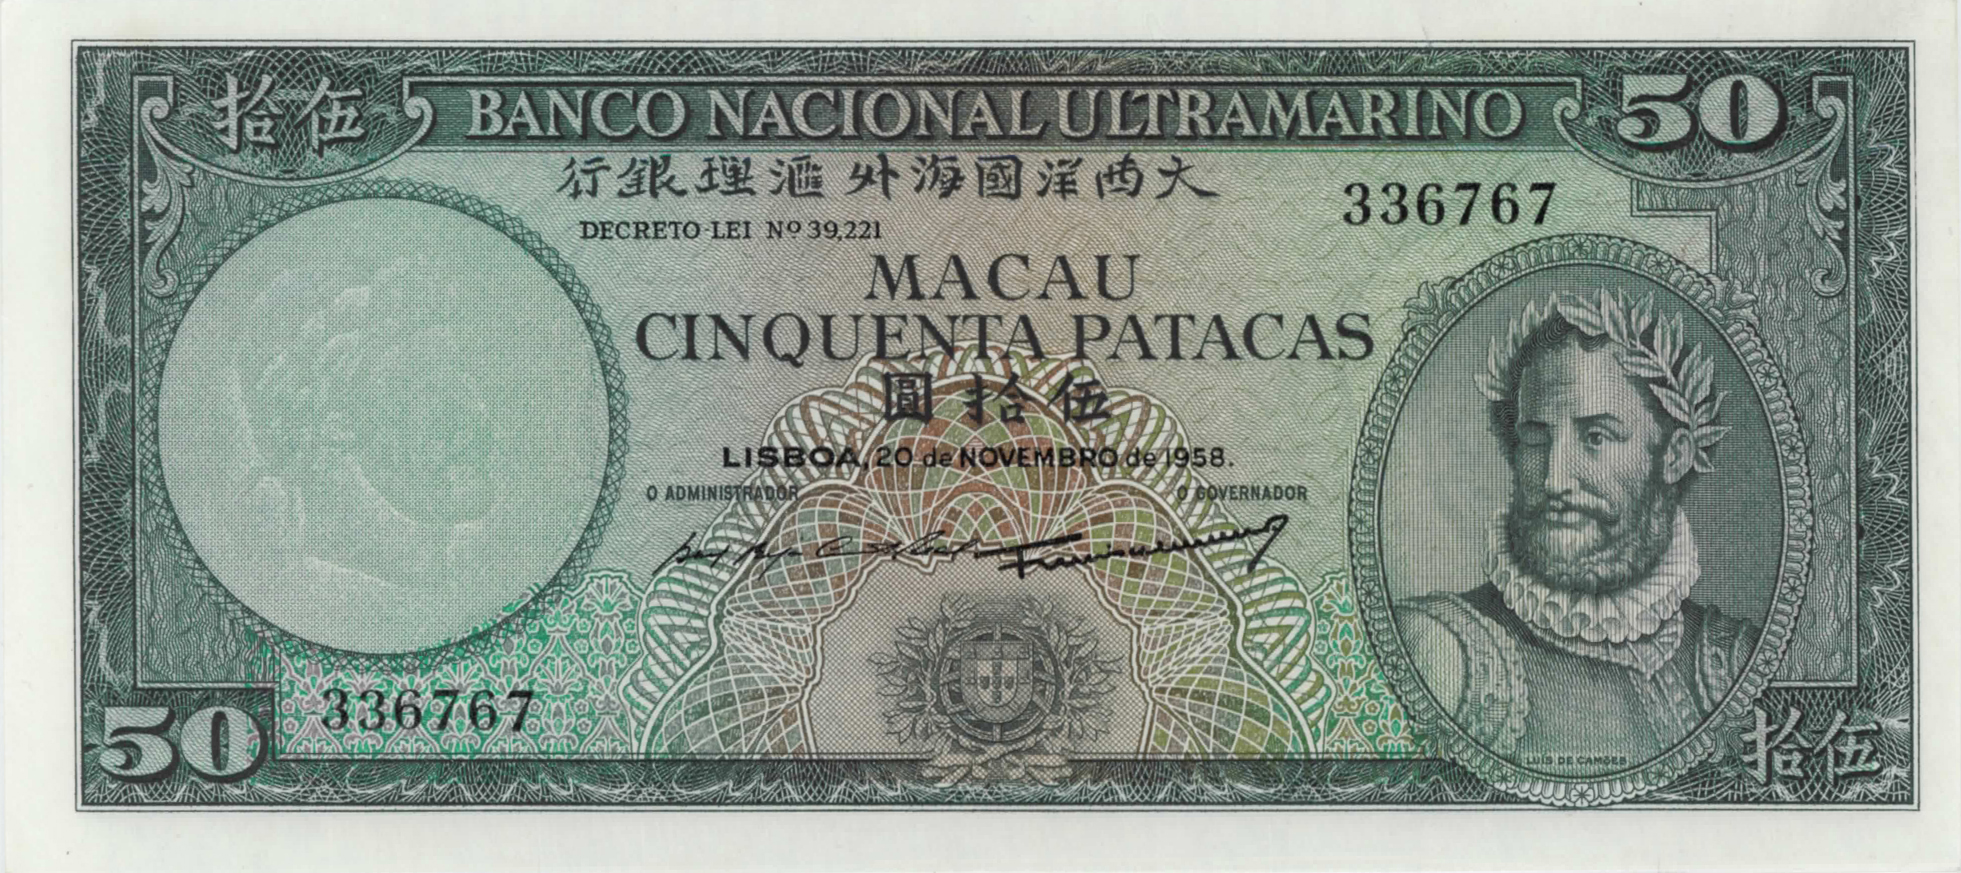 伍拾
BANCO NACIONAL ULTRAMARINO
50
大西洋國海外滙理銀行
336767
DECRETO-LEI Nº 39,221
MACAU
CINQUENTA PATACAS
伍拾圓
LISBOA, 20 de NOVEMBRO de 1958.
O ADMINISTRADOR
O GOVERNADOR
336767
50
LUIS DE CAMÕES
伍拾